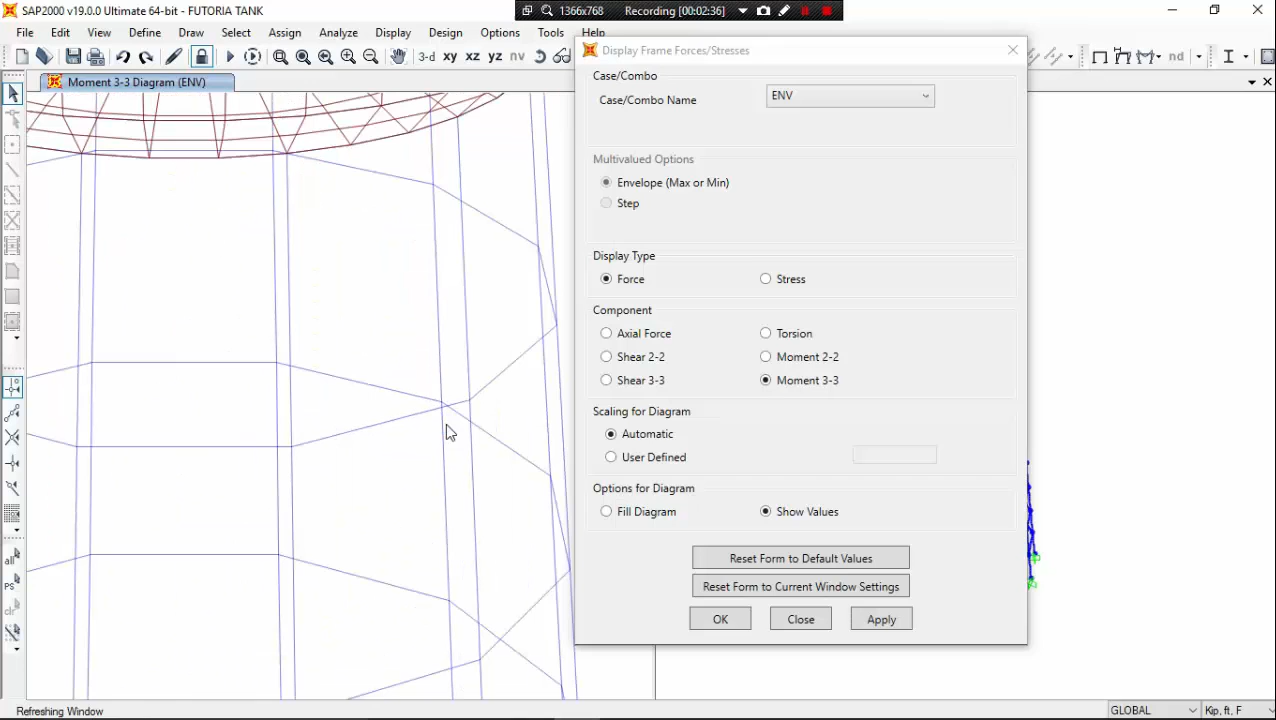 SAP2000 v19.0.0 Ultimate 64-bit - FUTORIA TANK
1366x768
Recording [00:02:36]
File Edit View Define Draw Select Assign Analyze Display Design Options Tools Help
3-d xy xz yz nv
nd
Moment 3-3 Diagram (ENV)
all
PS
clr
Display Frame Forces/Stresses
Case/Combo
Case/Combo Name
ENV
Multivalued Options
Envelope (Max or Min)
Step
Display Type
Force
Stress
Component
Axial Force
Torsion
Shear 2-2
Moment 2-2
Shear 3-3
Moment 3-3
Scaling for Diagram
Automatic
User Defined
Options for Diagram
Fill Diagram
Show Values
Reset Form to Default Values
Reset Form to Current Window Settings
OK
Close
Apply
Refreshing Window
GLOBAL
Kip, ft, F